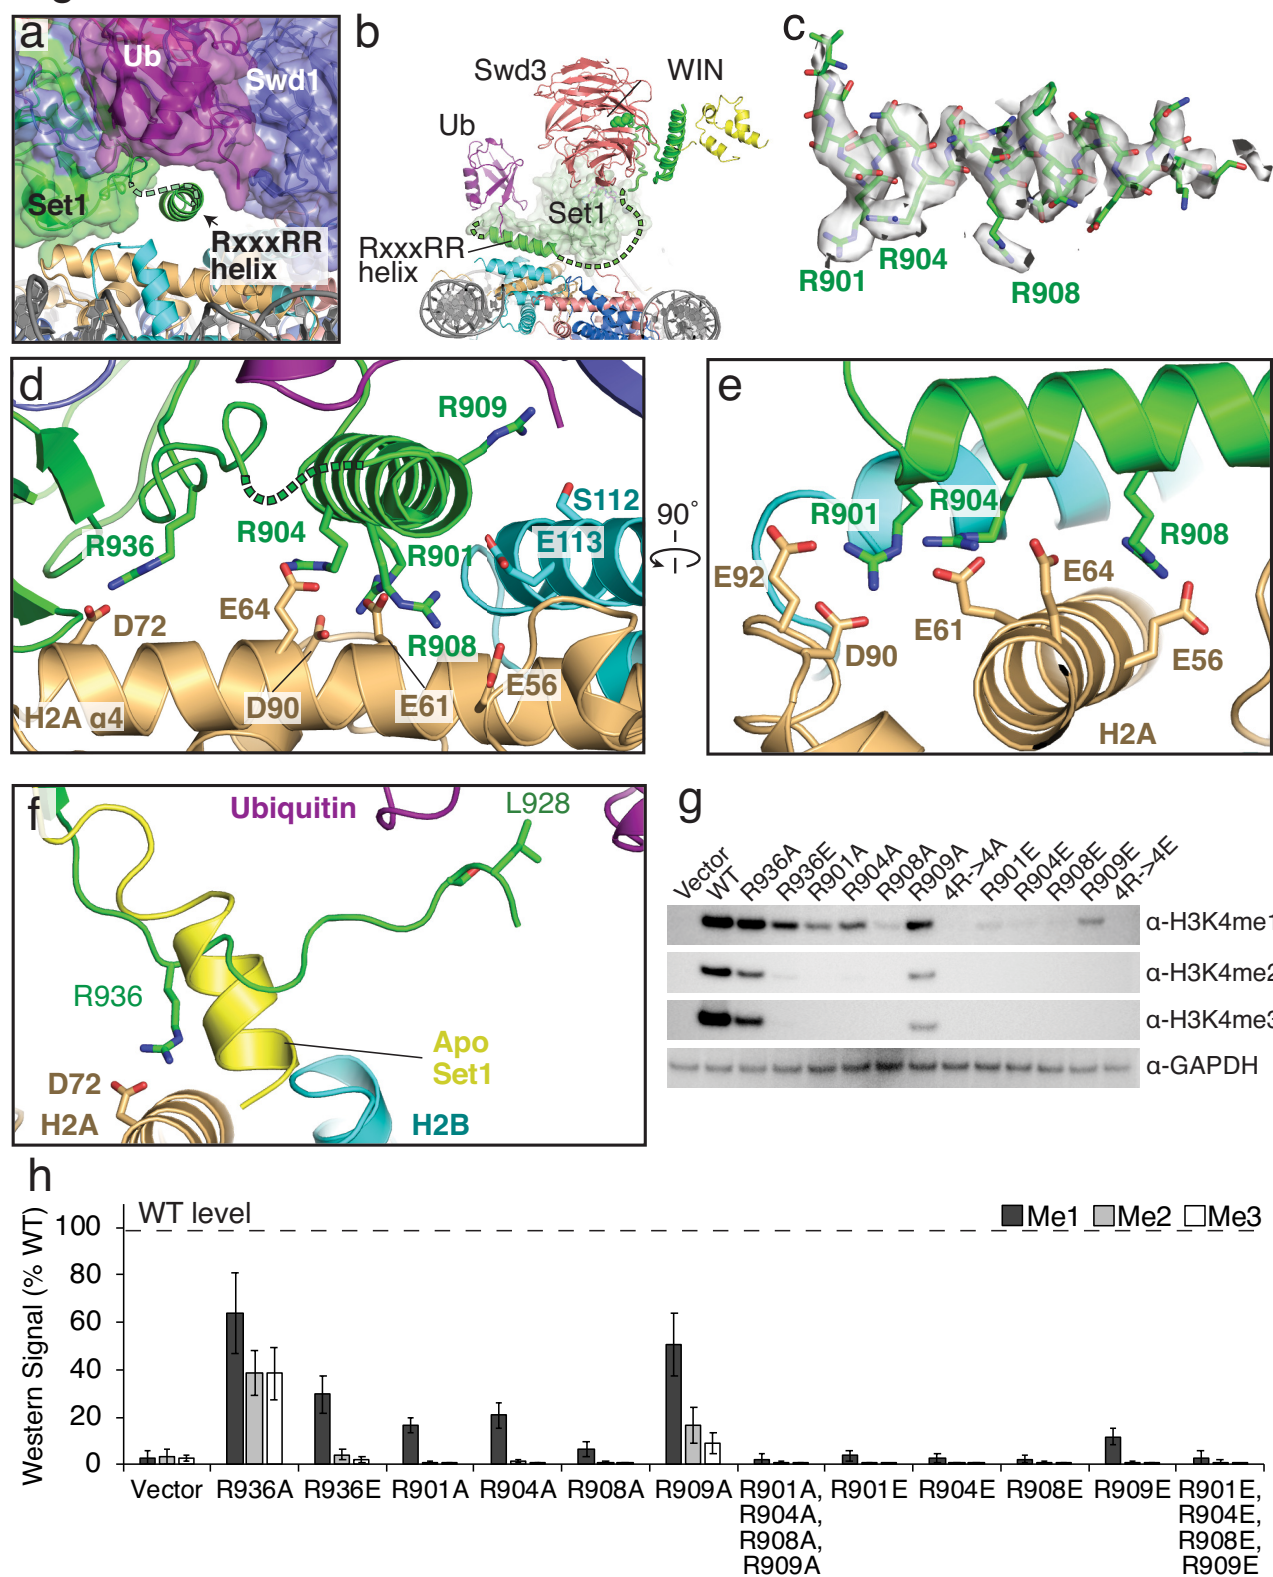 a
Ub
Swd1
Set1
RxxxRR
helix
b
Swd3
WIN
Ub
Set1
RxxxRR
helix
c
R901
R904
R908
d
R909
R936
R904
R901
S112
E113
D72
E64
R908
H2A α4
D90
E61
E56
90°
e
R901
R904
R908
E92
E64
E61
D90
E56
H2A
f
Ubiquitin
L928
R936
Apo
Set1
D72
H2A
H2B
g
Vector
WT
R936A
R936E
R901A
R904A
R908A
R909A
4R->4A
R901E
R904E
R908E
R909E
4R->4E
α-H3K4me1
α-H3K4me2
α-H3K4me3
α-GAPDH
h
WT level
Me1 Me2 Me3
Western Signal (% WT)
100
80
60
40
20
0
Vector R936A R936E R901A R904A R908A R909A R901A, R901E R904E R908E R909E R901E,
R904A, R904E,
R908A, R908E,
R909A R909E